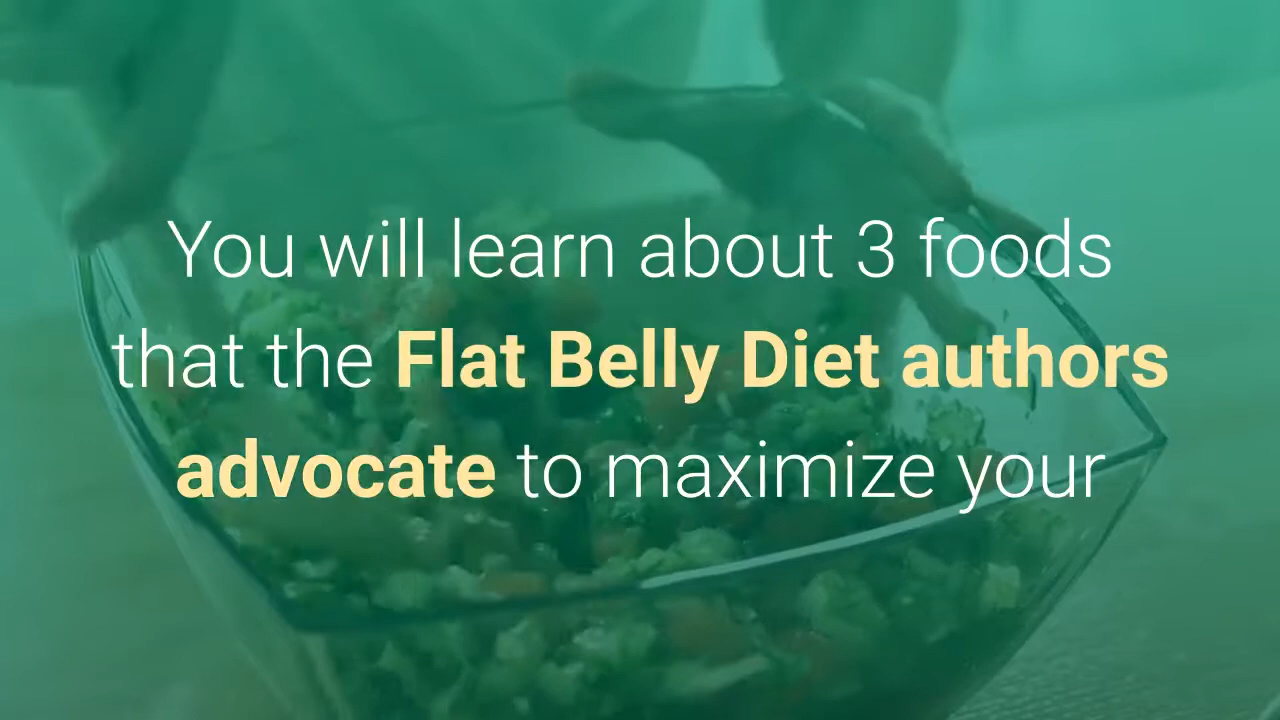 You will learn about 3 foods
that the Flat Belly Diet authors
advocate to maximize your